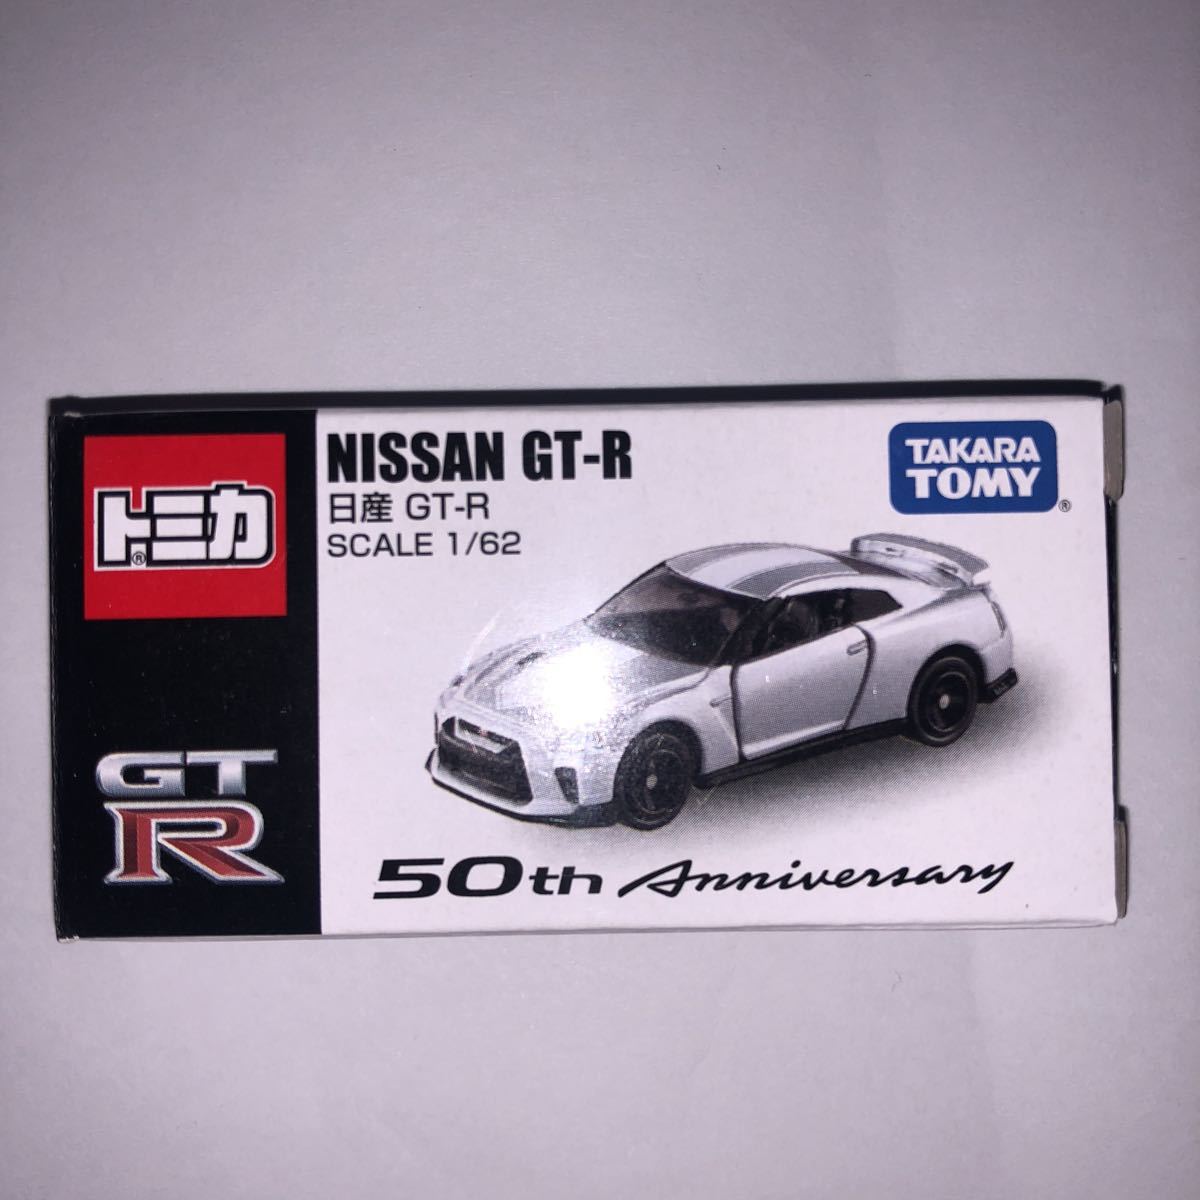 トミカ®
NISSAN GT-R
日産 GT-R
SCALE 1/62
TAKARA
TOMY®
GT
R
50th Anniversary